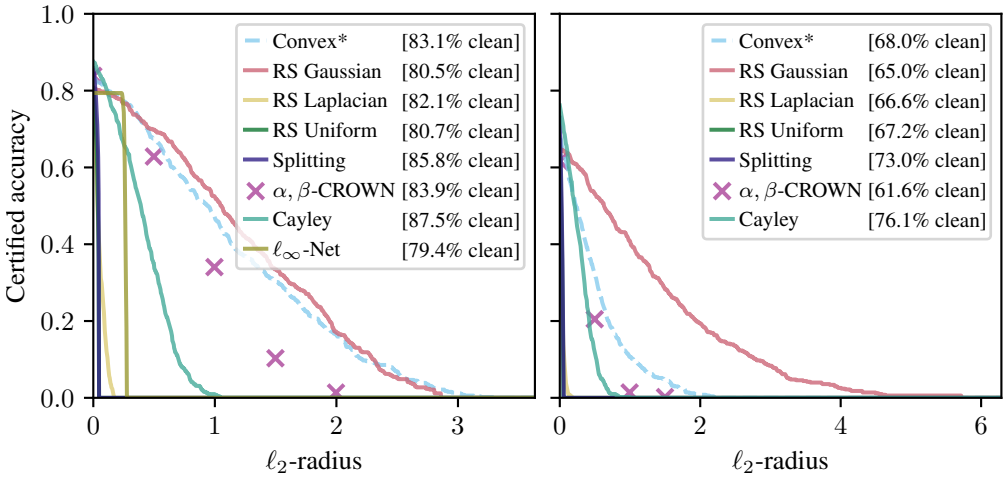 Certified accuracy
1.0
0.8
0.6
0.4
0.2
0.0
Convex* [83.1% clean]
RS Gaussian [80.5% clean]
RS Laplacian [82.1% clean]
RS Uniform [80.7% clean]
Splitting [85.8% clean]
α, β-CROWN [83.9% clean]
Cayley [87.5% clean]
ℓ∞-Net [79.4% clean]
0 1 2 3
ℓ2-radius
Convex* [68.0% clean]
RS Gaussian [65.0% clean]
RS Laplacian [66.6% clean]
RS Uniform [67.2% clean]
Splitting [73.0% clean]
α, β-CROWN [61.6% clean]
Cayley [76.1% clean]
0 2 4 6
ℓ2-radius